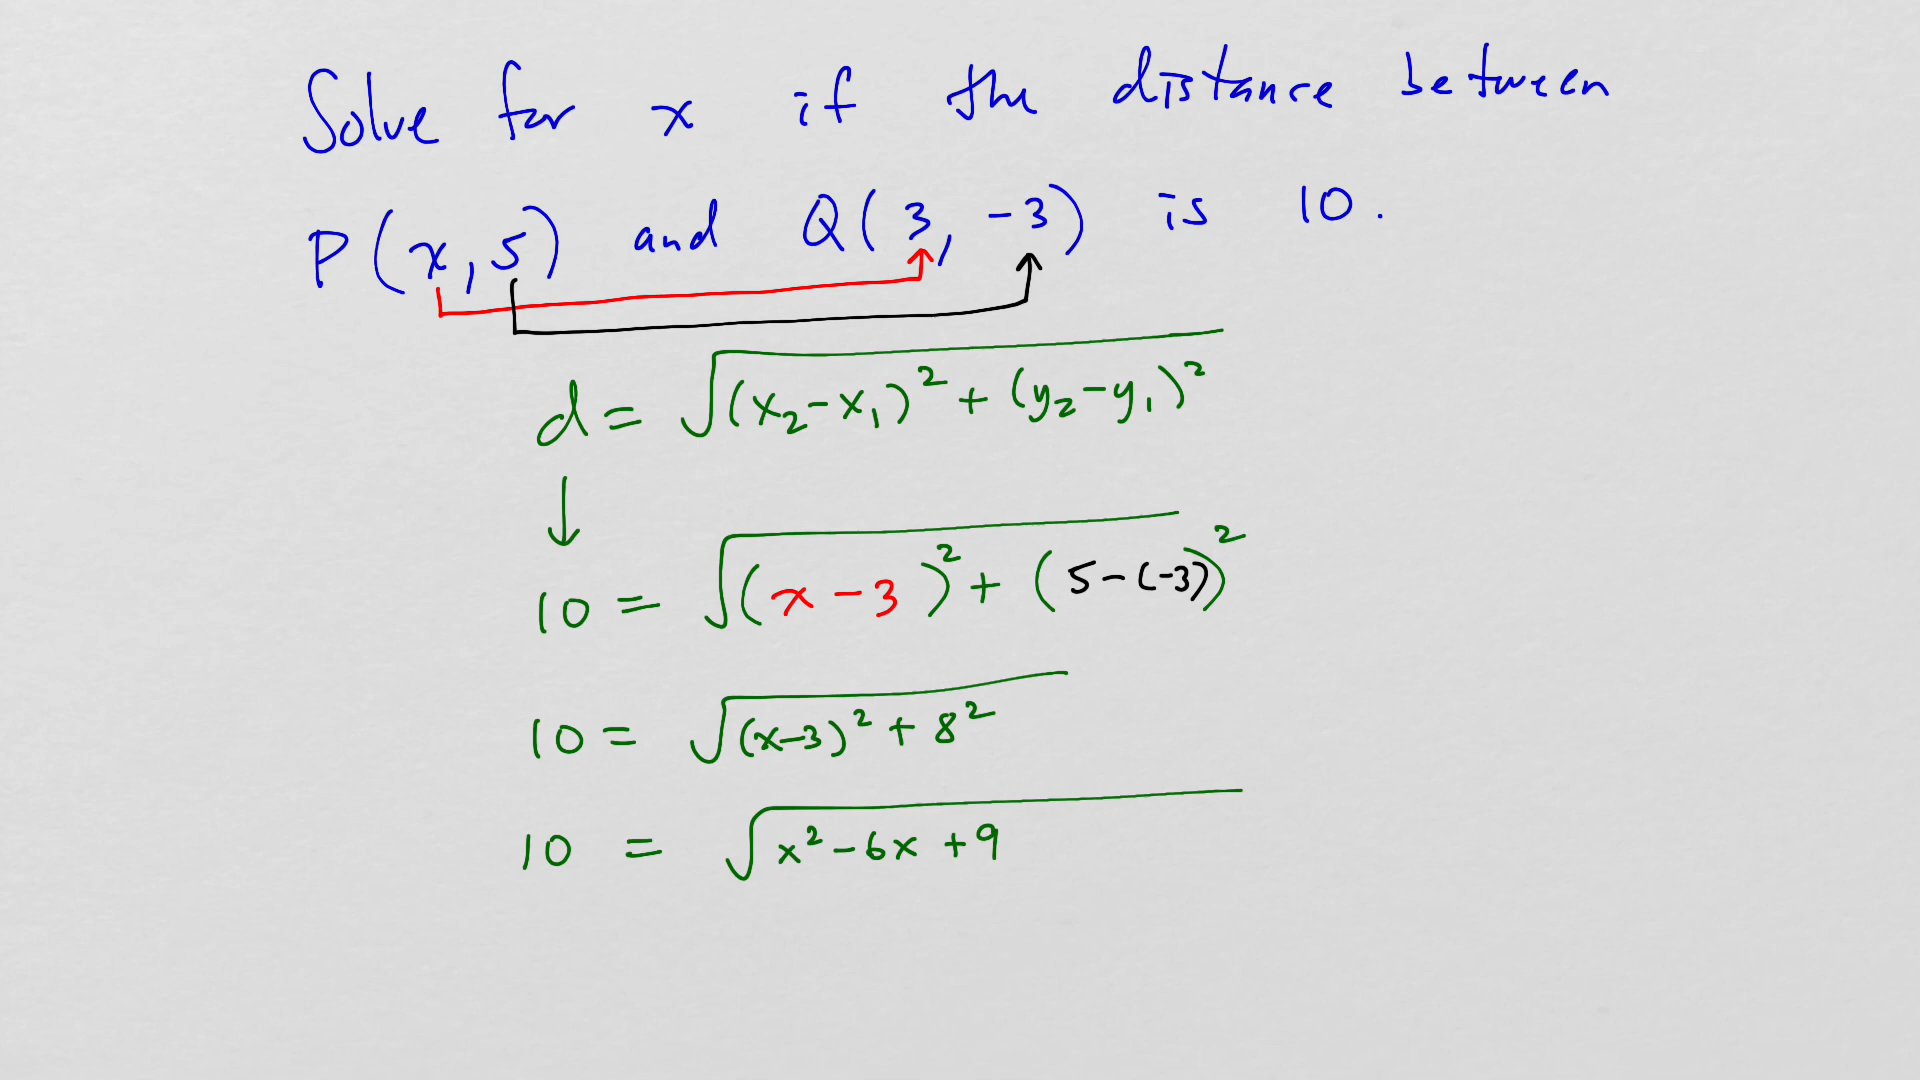 Solve for x if the distance between
P(x,5) and Q(3,-3) is 10.
d = √((x₂-x₁)² + (y₂-y₁)²)
10 = √((x-3)² + (5-(-3))²)
10 = √((x-3)² + 8²)
10 = √(x²-6x+9)